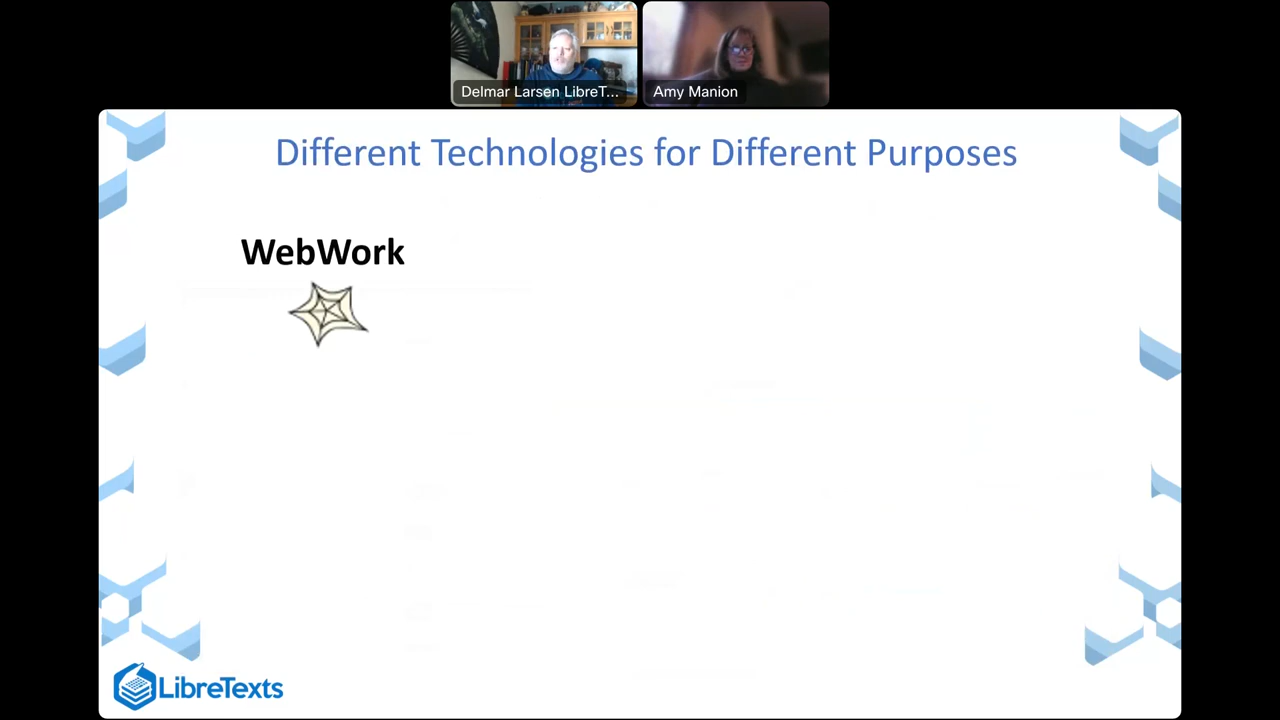 Delmar Larsen LibreT...
Amy Manion
Different Technologies for Different Purposes
WebWork
LibreTexts